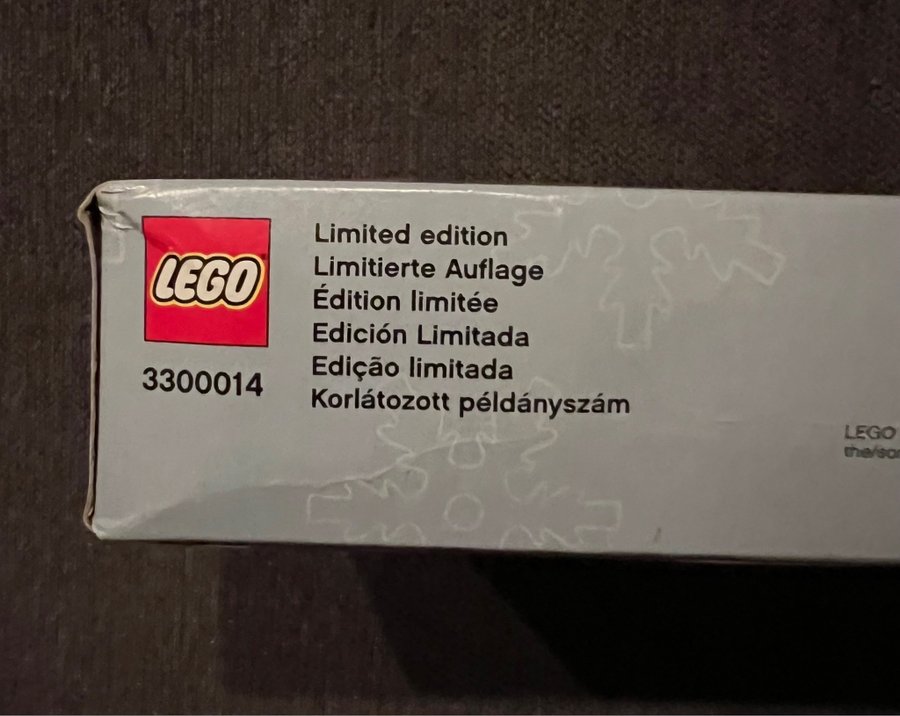 LEGO
3300014
Limited edition
Limitierte Auflage
Édition limitée
Edición Limitada
Edição limitada
Korlátozott példányszám
LEGO